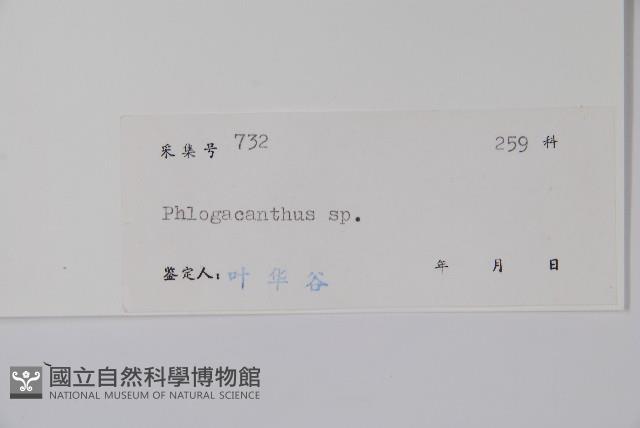 采集号 732 259 科
Phlogacanthus sp.
鉴定人: 叶华谷 年 月 日
國立自然科學博物館
NATIONAL MUSEUM OF NATURAL SCIENCE